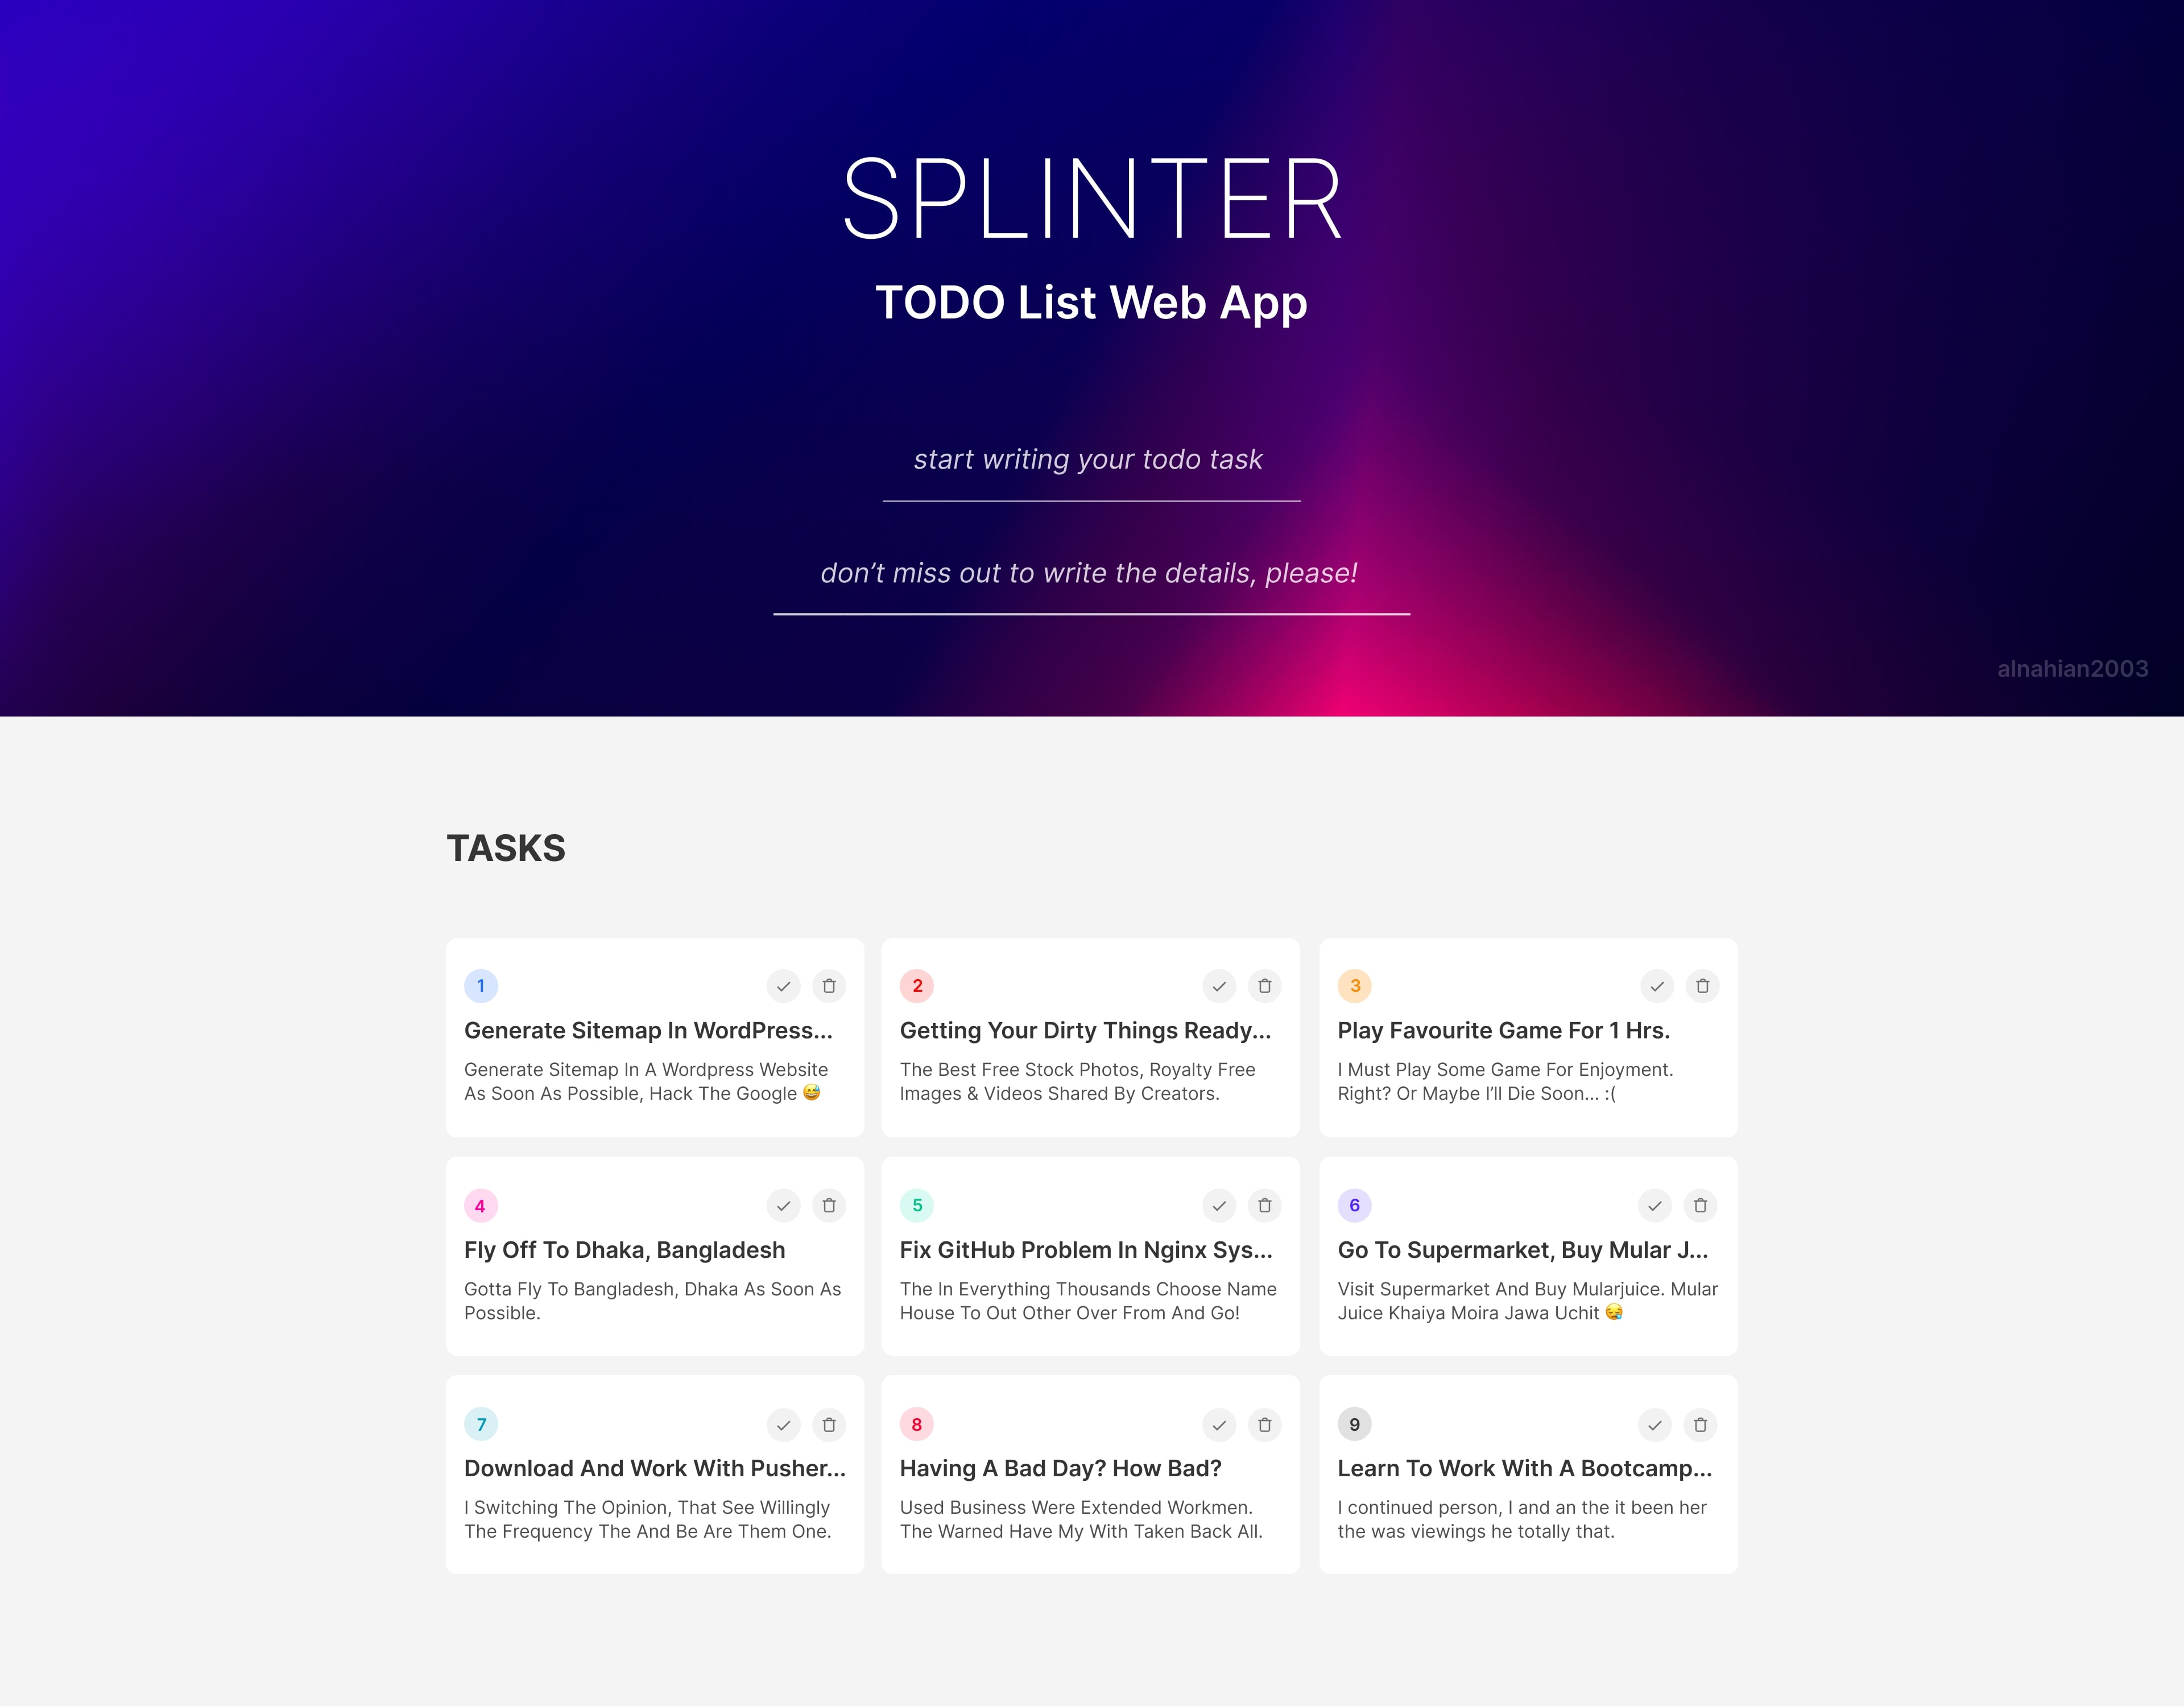 SPLINTER
TODO List Web App
start writing your todo task
don’t miss out to write the details, please!
alnahian2003
TASKS
1
Generate Sitemap In WordPress...
Generate Sitemap In A Wordpress Website
As Soon As Possible, Hack The Google 😅
2
Getting Your Dirty Things Ready...
The Best Free Stock Photos, Royalty Free
Images & Videos Shared By Creators.
3
Play Favourite Game For 1 Hrs.
I Must Play Some Game For Enjoyment.
Right? Or Maybe I’ll Die Soon... :(
4
Fly Off To Dhaka, Bangladesh
Gotta Fly To Bangladesh, Dhaka As Soon As
Possible.
5
Fix GitHub Problem In Nginx Sys...
The In Everything Thousands Choose Name
House To Out Other Over From And Go!
6
Go To Supermarket, Buy Mular J...
Visit Supermarket And Buy Mularjuice. Mular
Juice Khaiya Moira Jawa Uchit 😪
7
Download And Work With Pusher...
I Switching The Opinion, That See Willingly
The Frequency The And Be Are Them One.
8
Having A Bad Day? How Bad?
Used Business Were Extended Workmen.
The Warned Have My With Taken Back All.
9
Learn To Work With A Bootcamp...
I continued person, I and an the it been her
the was viewings he totally that.